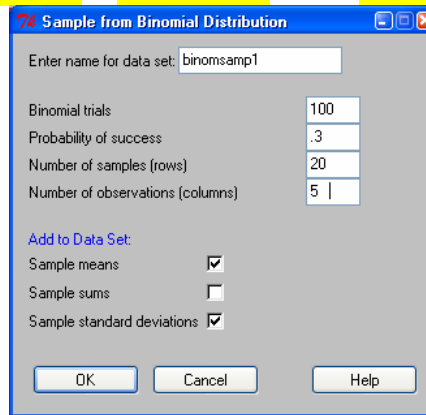 Sample from Binomial Distribution
Enter name for data set: binomsamp1
Binomial trials 100
Probability of success .3
Number of samples (rows) 20
Number of observations (columns) 5
Add to Data Set:
Sample means
Sample sums
Sample standard deviations
OK Cancel Help